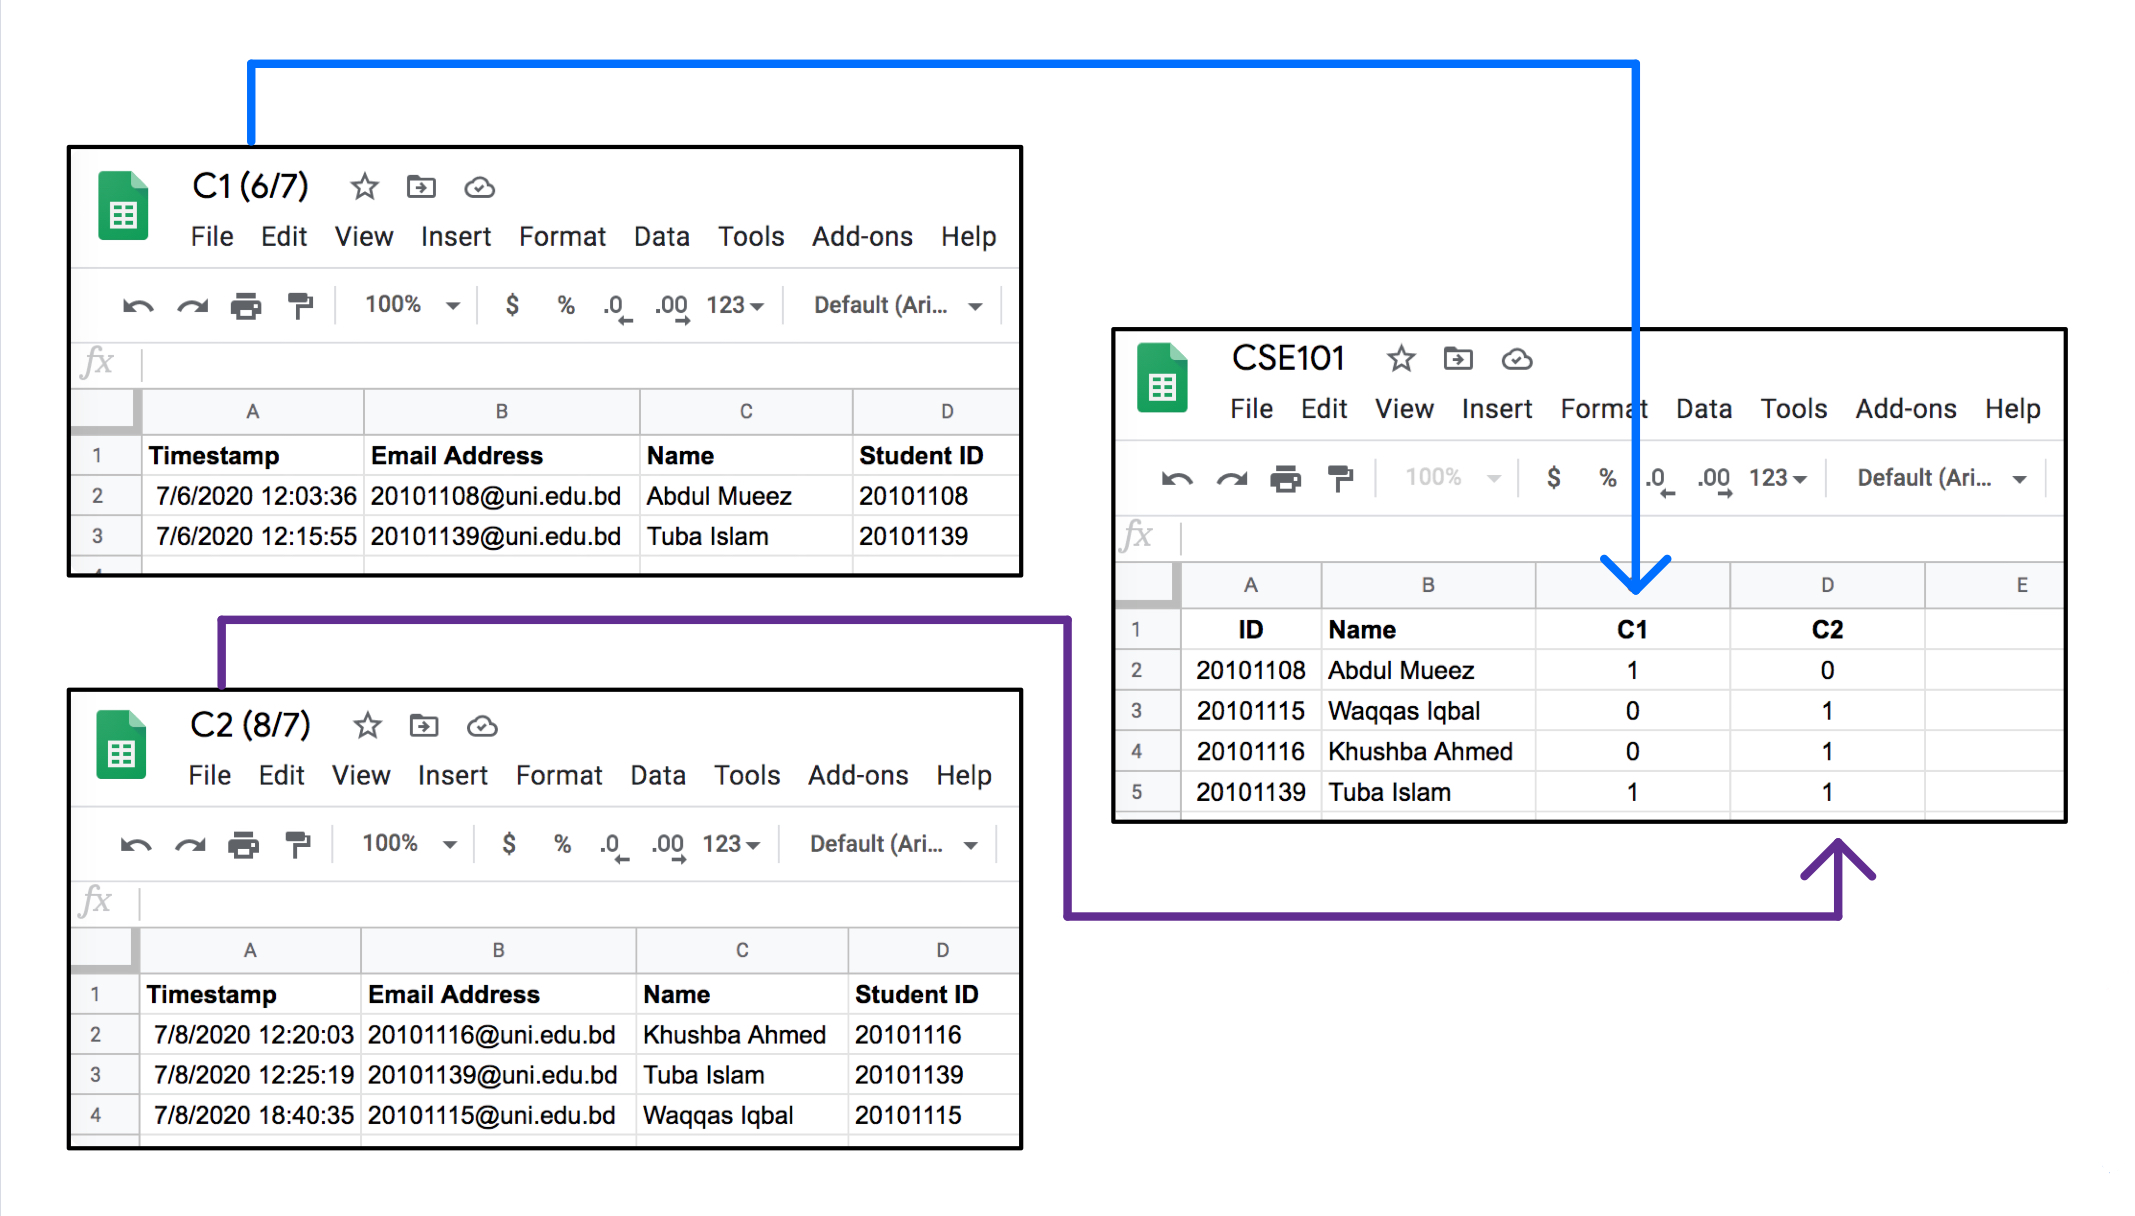 C1 (6/7)
File Edit View Insert Format Data Tools Add-ons Help
100% $ % .0 .00 123 Default (Ari...
fx
A B C D
1 Timestamp Email Address Name Student ID
2 7/6/2020 12:03:36 20101108@uni.edu.bd Abdul Mueez 20101108
3 7/6/2020 12:15:55 20101139@uni.edu.bd Tuba Islam 20101139
C2 (8/7)
File Edit View Insert Format Data Tools Add-ons Help
100% $ % .0 .00 123 Default (Ari...
fx
A B C D
1 Timestamp Email Address Name Student ID
2 7/8/2020 12:20:03 20101116@uni.edu.bd Khushba Ahmed 20101116
3 7/8/2020 12:25:19 20101139@uni.edu.bd Tuba Islam 20101139
4 7/8/2020 18:40:35 20101115@uni.edu.bd Waqqas Iqbal 20101115
CSE101
File Edit View Insert Format Data Tools Add-ons Help
100% $ % .0 .00 123 Default (Ari...
fx
A B D E
1 ID Name C1 C2
2 20101108 Abdul Mueez 1 0
3 20101115 Waqqas Iqbal 0 1
4 20101116 Khushba Ahmed 0 1
5 20101139 Tuba Islam 1 1